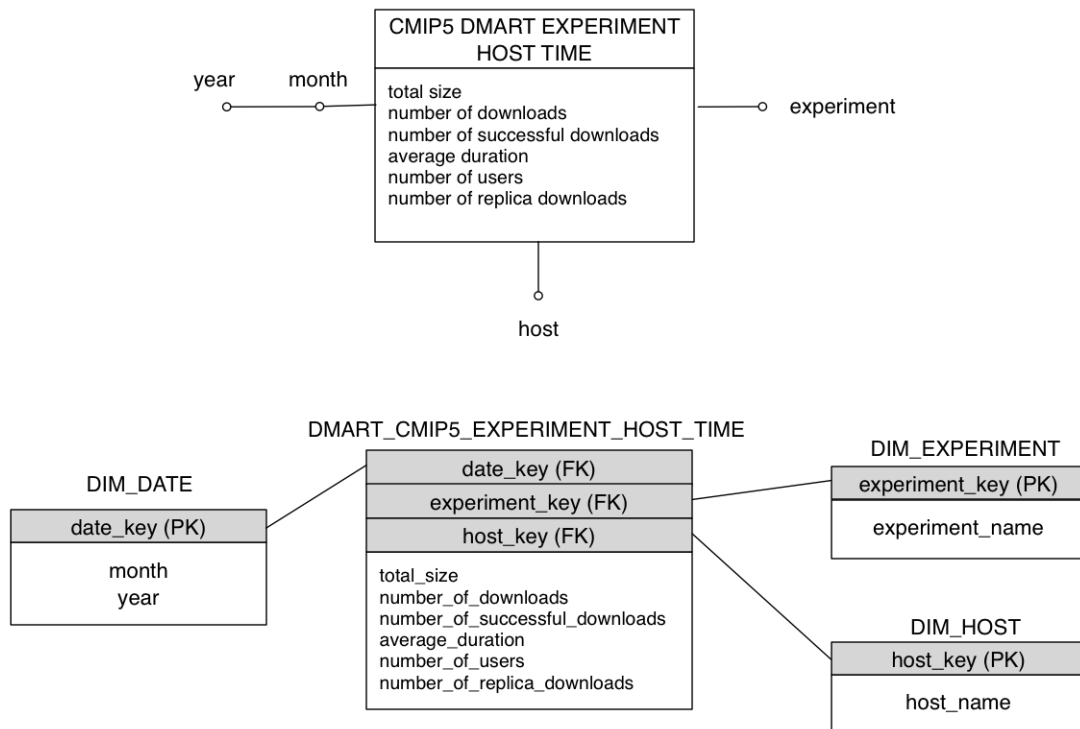 CMIP5 DMART EXPERIMENT
HOST TIME
year
month
total size
number of downloads
number of successful downloads
average duration
number of users
number of replica downloads
experiment
host
DMART_CMIP5_EXPERIMENT_HOST_TIME
date_key (FK)
experiment_key (FK)
host_key (FK)
total_size
number_of_downloads
number_of_successful_downloads
average_duration
number_of_users
number_of_replica_downloads
DIM_DATE
date_key (PK)
month
year
DIM_EXPERIMENT
experiment_key (PK)
experiment_name
DIM_HOST
host_key (PK)
host_name